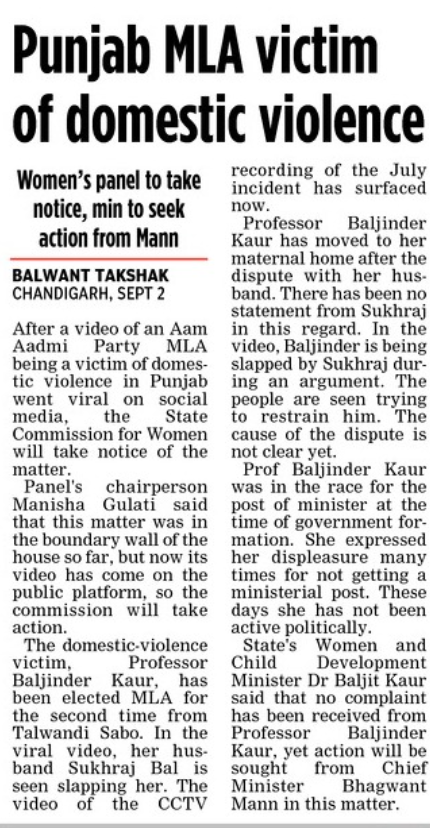 Punjab MLA victim
of domestic violence
Women's panel to take
notice, min to seek
action from Mann
BALWANT TAKSHAK
CHANDIGARH, SEPT 2
After a video of an Aam
Aadmi Party MLA
being a victim of domes-
tic violence in Punjab
went viral on social
media, the State
Commission for Women
will take notice of the
matter.
Panel's chairperson
Manisha Gulati said
that this matter was in
the boundary wall of the
house so far, but now its
video has come on the
public platform, so the
commission will take
action.
The domestic-violence
victim, Professor
Baljinder Kaur, has
been elected MLA for
the second time from
Talwandi Sabo. In the
viral video, her hus-
band Sukhraj Bal is
seen slapping her. The
video of the CCTV
recording of the July
incident has surfaced
now.
Professor Baljinder
Kaur has moved to her
maternal home after the
dispute with her hus-
band. There has been no
statement from Sukhraj
in this regard. In the
video, Baljinder is being
slapped by Sukhraj dur-
ing an argument. The
people are seen trying
to restrain him. The
cause of the dispute is
not clear yet.
Prof Baljinder Kaur
was in the race for the
post of minister at the
time of government for-
mation. She expressed
her displeasure many
times for not getting a
ministerial post. These
days she has not been
active politically.
State's Women and
Child Development
Minister Dr Baljit Kaur
said that no complaint
has been received from
Professor Baljinder
Kaur, yet action will be
sought from Chief
Minister Bhagwant
Mann in this matter.